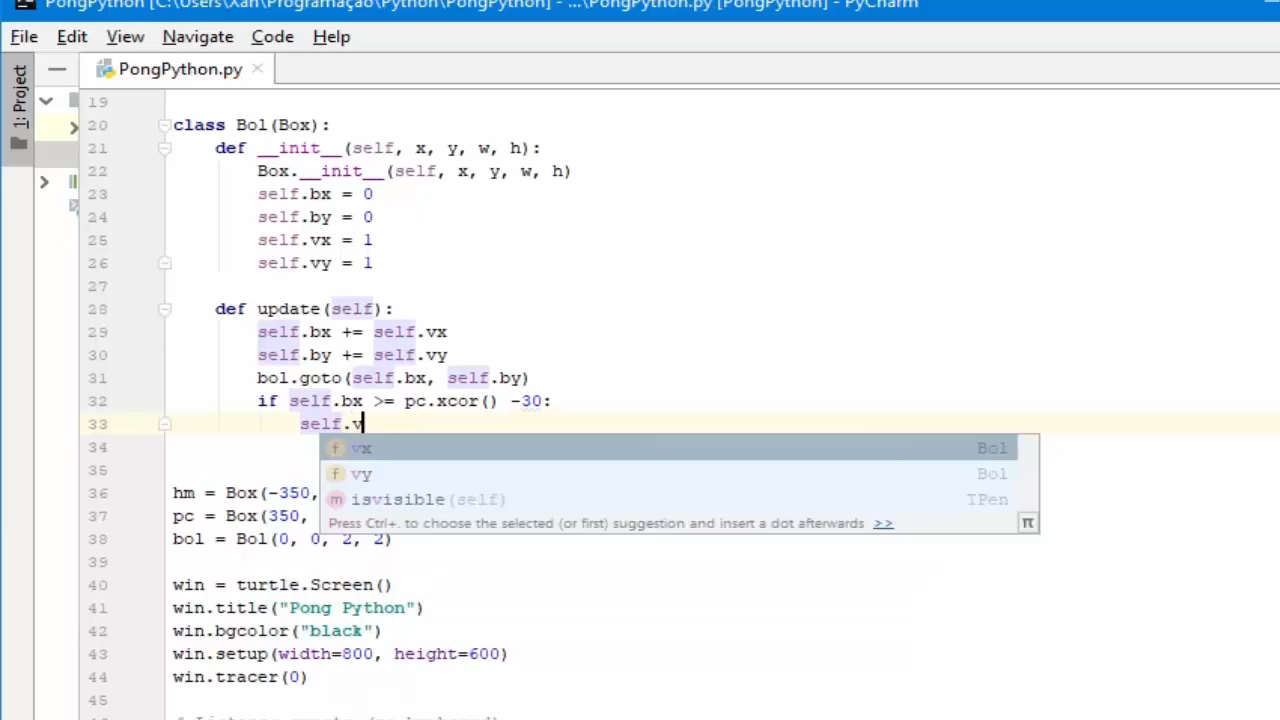 PongPython [C:\Users\Xan\Programação\Python\PongPython] - ...\PongPython.py [PongPython] - PyCharm
File Edit View Navigate Code Help
1: Project
PongPython.py
19
20 class Bol(Box):
21 def __init__(self, x, y, w, h):
22 Box.__init__(self, x, y, w, h)
23 self.bx = 0
24 self.by = 0
25 self.vx = 1
26 self.vy = 1
27
28 def update(self):
29 self.bx += self.vx
30 self.by += self.vy
31 bol.goto(self.bx, self.by)
32 if self.bx >= pc.xcor() -30:
33 self.v
34
f vx Bol
f vy Bol
m isvisible(self) TPen
Press Ctrl+. to choose the selected (or first) suggestion and insert a dot afterwards >> π
35
36 hm = Box(-350,
37 pc = Box(350,
38 bol = Bol(0, 0, 2, 2)
39
40 win = turtle.Screen()
41 win.title("Pong Python")
42 win.bgcolor("black")
43 win.setup(width=800, height=600)
44 win.tracer(0)
45